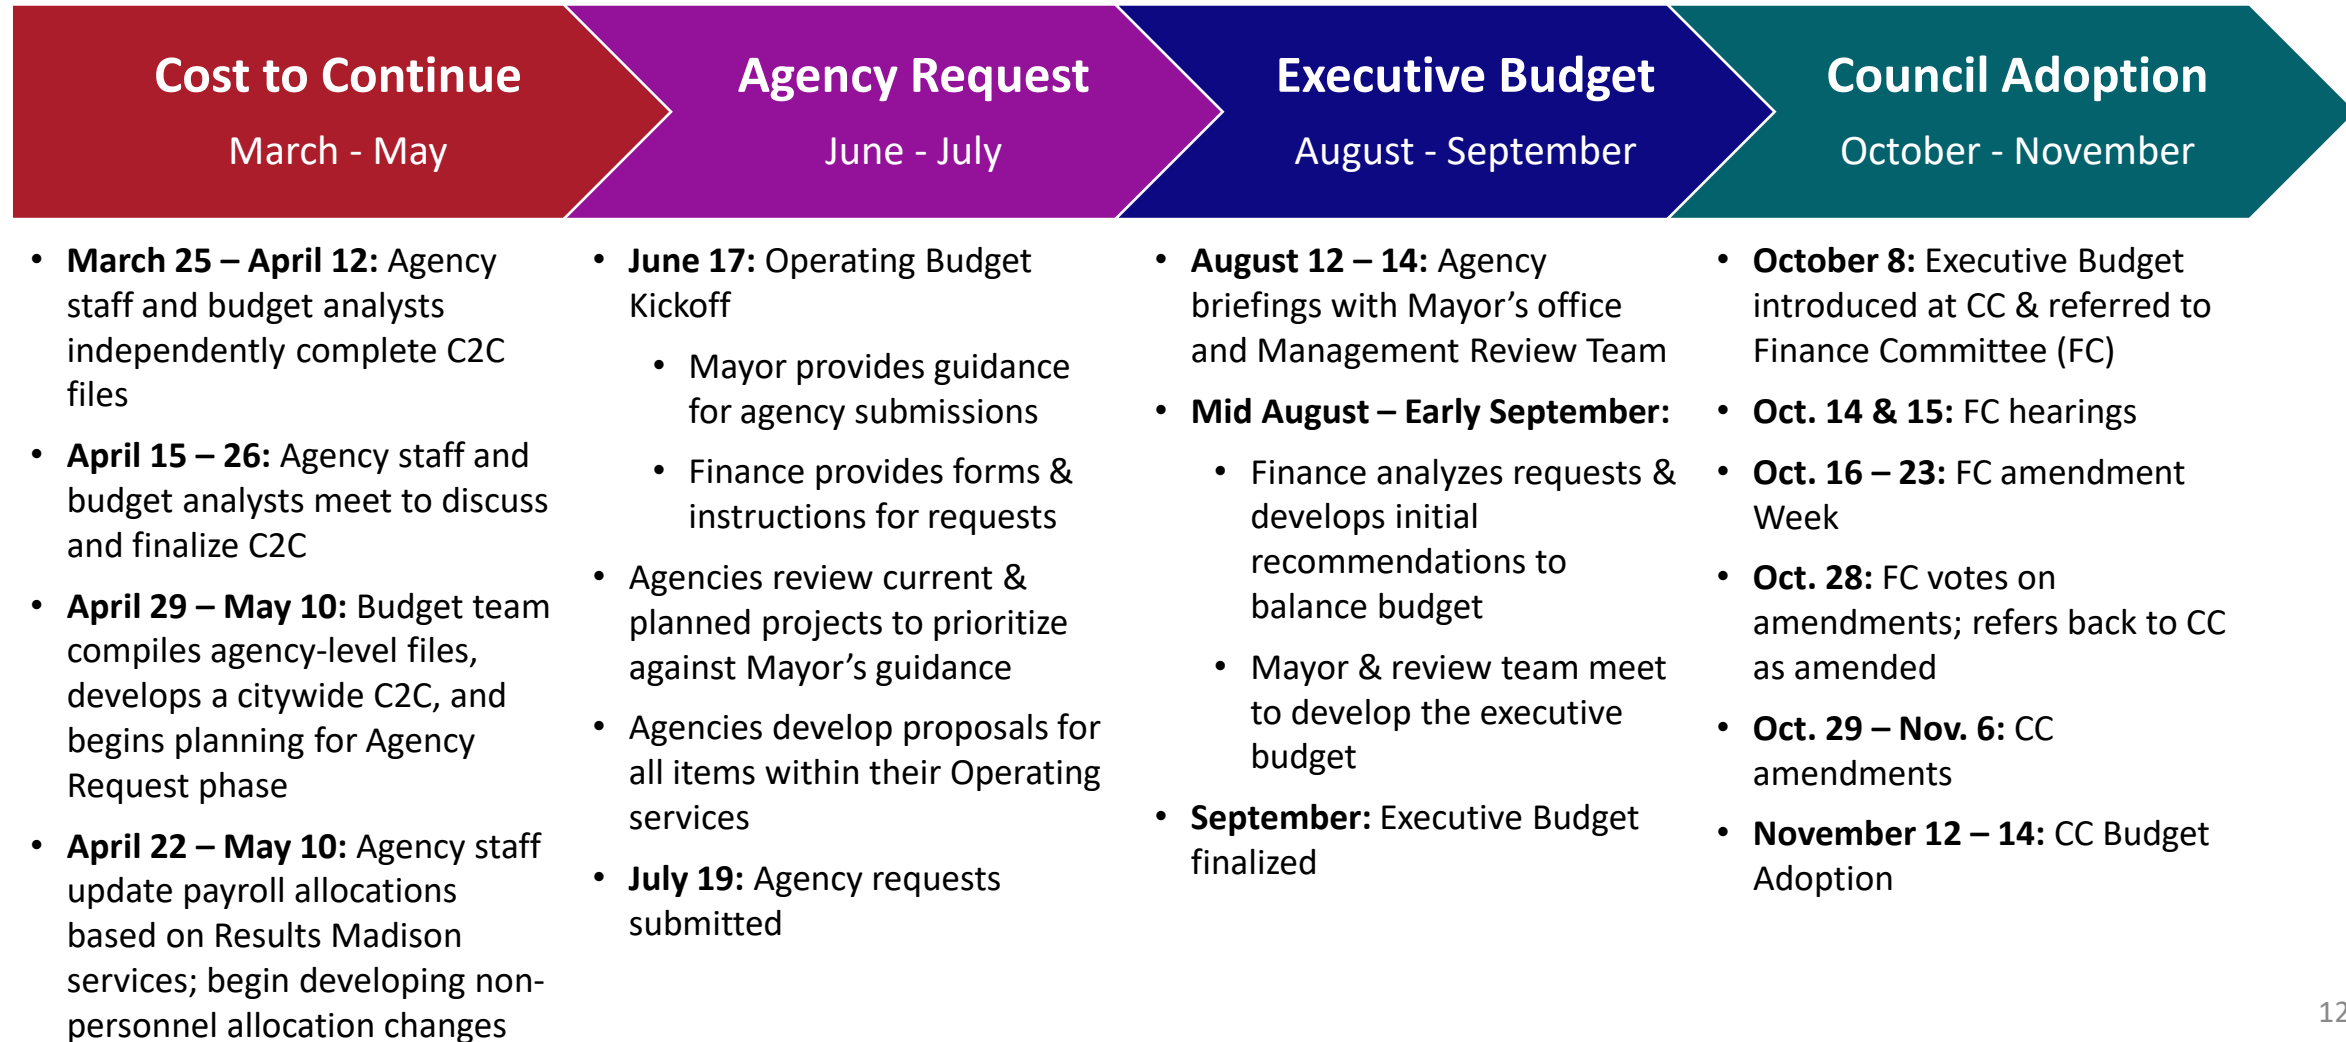 Cost to Continue
March - May
Agency Request
June - July
Executive Budget
August - September
Council Adoption
October - November
• March 25 – April 12: Agency
staff and budget analysts
independently complete C2C
files
• April 15 – 26: Agency staff and
budget analysts meet to discuss
and finalize C2C
• April 29 – May 10: Budget team
compiles agency-level files,
develops a citywide C2C, and
begins planning for Agency
Request phase
• April 22 – May 10: Agency staff
update payroll allocations
based on Results Madison
services; begin developing non-
personnel allocation changes
• June 17: Operating Budget
Kickoff
• Mayor provides guidance
for agency submissions
• Finance provides forms &
instructions for requests
• Agencies review current &
planned projects to prioritize
against Mayor’s guidance
• Agencies develop proposals for
all items within their Operating
services
• July 19: Agency requests
submitted
• August 12 – 14: Agency
briefings with Mayor’s office
and Management Review Team
• Mid August – Early September:
• Finance analyzes requests &
develops initial
recommendations to
balance budget
• Mayor & review team meet
to develop the executive
budget
• September: Executive Budget
finalized
• October 8: Executive Budget
introduced at CC & referred to
Finance Committee (FC)
• Oct. 14 & 15: FC hearings
• Oct. 16 – 23: FC amendment
Week
• Oct. 28: FC votes on
amendments; refers back to CC
as amended
• Oct. 29 – Nov. 6: CC
amendments
• November 12 – 14: CC Budget
Adoption
12